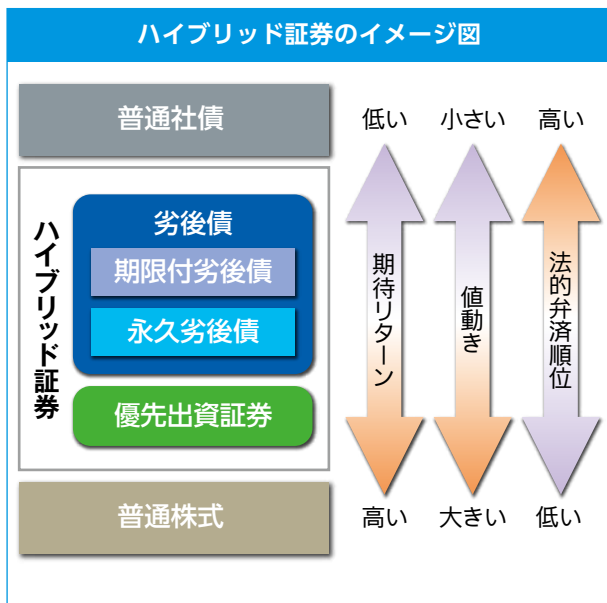 ハイブリッド証券のイメージ図
普通社債
ハイブリッド証券
劣後債
期限付劣後債
永久劣後債
優先出資証券
普通株式
低い 小さい 高い
期待リターン
値動き
法的弁済順位
高い 大きい 低い